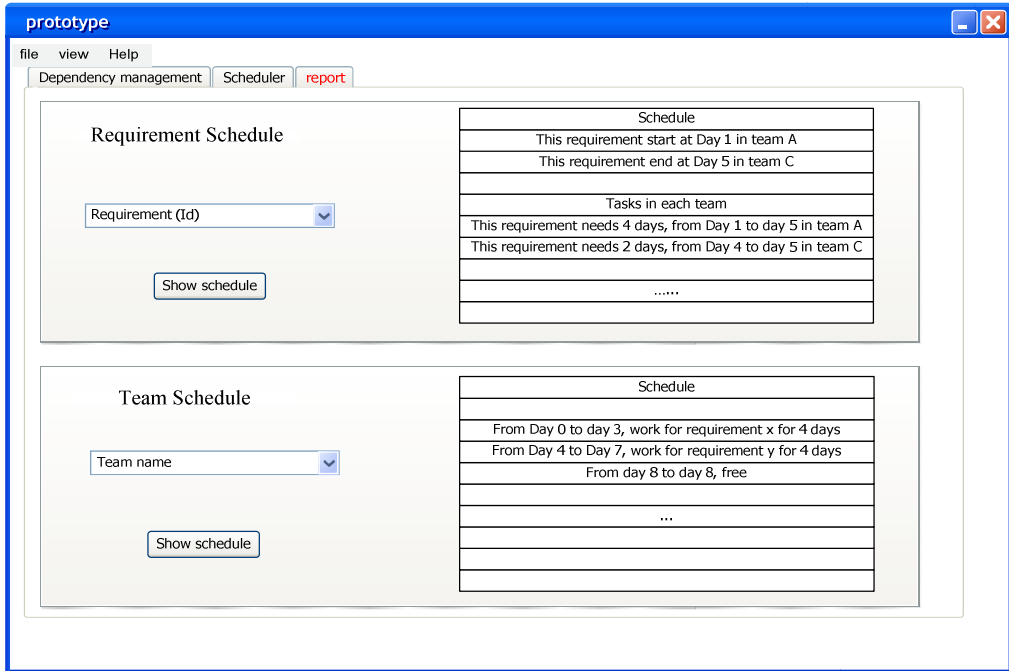 prototype
file view Help
Dependency management Scheduler report
Requirement Schedule
Requirement (Id)
Show schedule
Schedule
This requirement start at Day 1 in team A
This requirement end at Day 5 in team C
Tasks in each team
This requirement needs 4 days, from Day 1 to day 5 in team A
This requirement needs 2 days, from Day 4 to day 5 in team C
......
Team Schedule
Team name
Show schedule
Schedule
From Day 0 to day 3, work for requirement x for 4 days
From Day 4 to Day 7, work for requirement y for 4 days
From day 8 to day 8, free
...